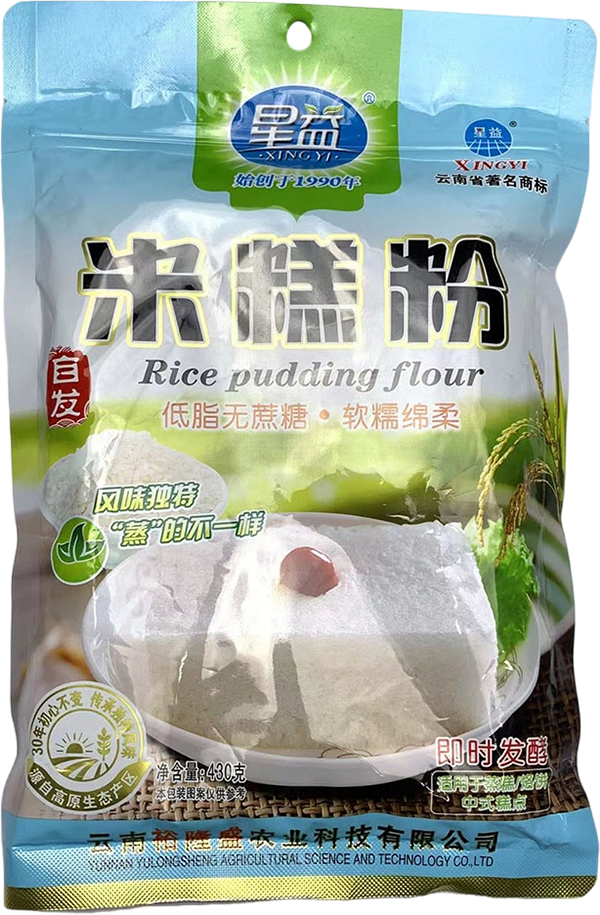 星益
®
·XINGYI·
始创于1990年
星益
®
XINGYI
云南省著名商标
米糕粉
自发
Rice pudding flour
低脂无蔗糖·软糯绵柔
风味独特
“蒸”的不一样
30年初心不变
源自高原生态产区
净含量:430克
本包装图案仅供参考
即时发酵
适用于蒸糕/烙饼
中式糕点
云南裕隆盛农业科技有限公司
YUNNAN YULONGSHENG AGRICULTURAL SCIENCE AND TECHNOLOGY CO.,LTD